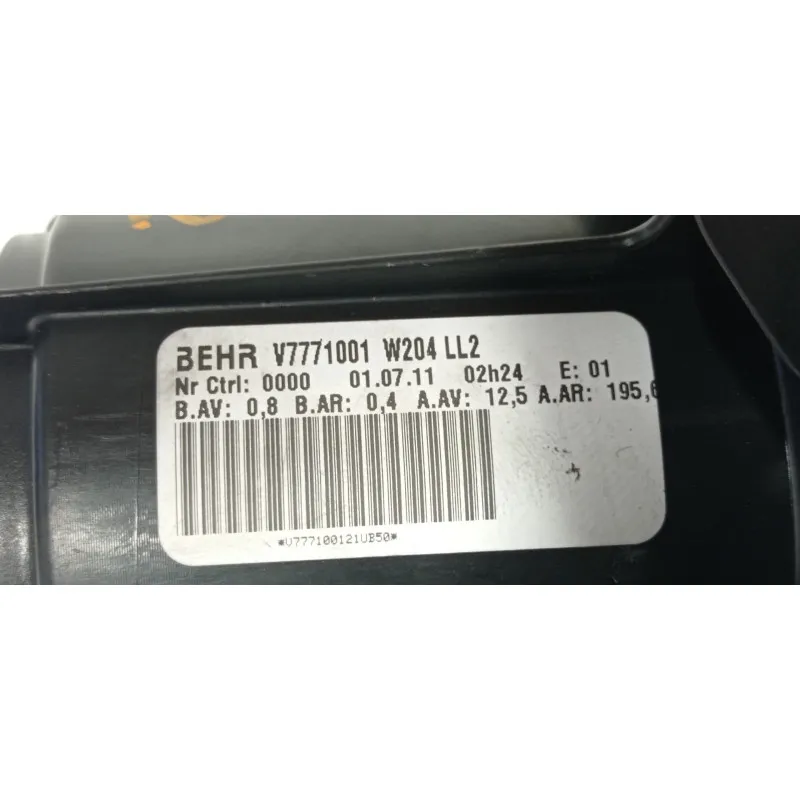 BEHR V7771001 W204 LL2
Nr Ctrl: 0000 01.07.11 02h24 E: 01
B.AV: 0,8 B.AR: 0,4 A.AV: 12,5 A.AR: 195,6
*V777100121UB50*